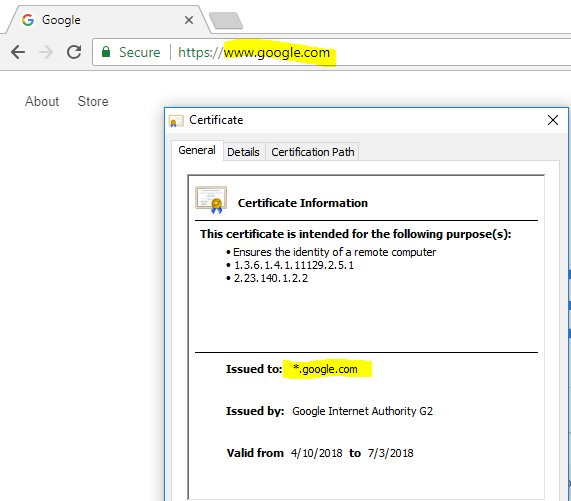 Google
Secure https://www.google.com
About Store
Certificate
General Details Certification Path
Certificate Information
This certificate is intended for the following purpose(s):
• Ensures the identity of a remote computer
• 1.3.6.1.4.1.11129.2.5.1
• 2.23.140.1.2.2
Issued to: *.google.com
Issued by: Google Internet Authority G2
Valid from 4/10/2018 to 7/3/2018